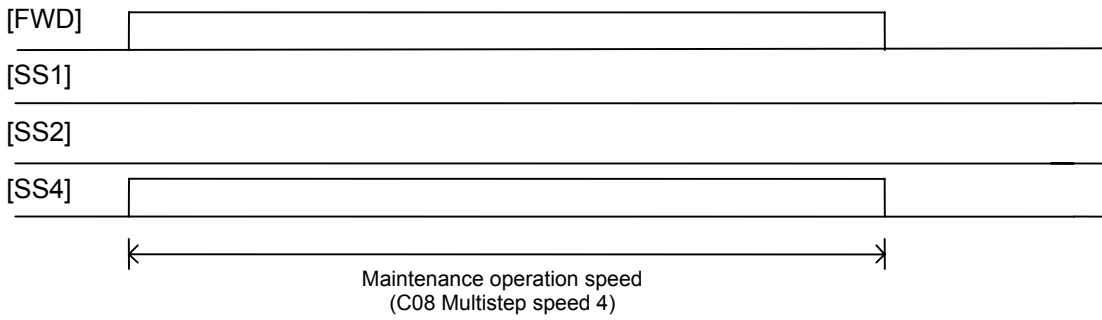 [FWD]
[SS1]
[SS2]
[SS4]
Maintenance operation speed
(C08 Multistep speed 4)